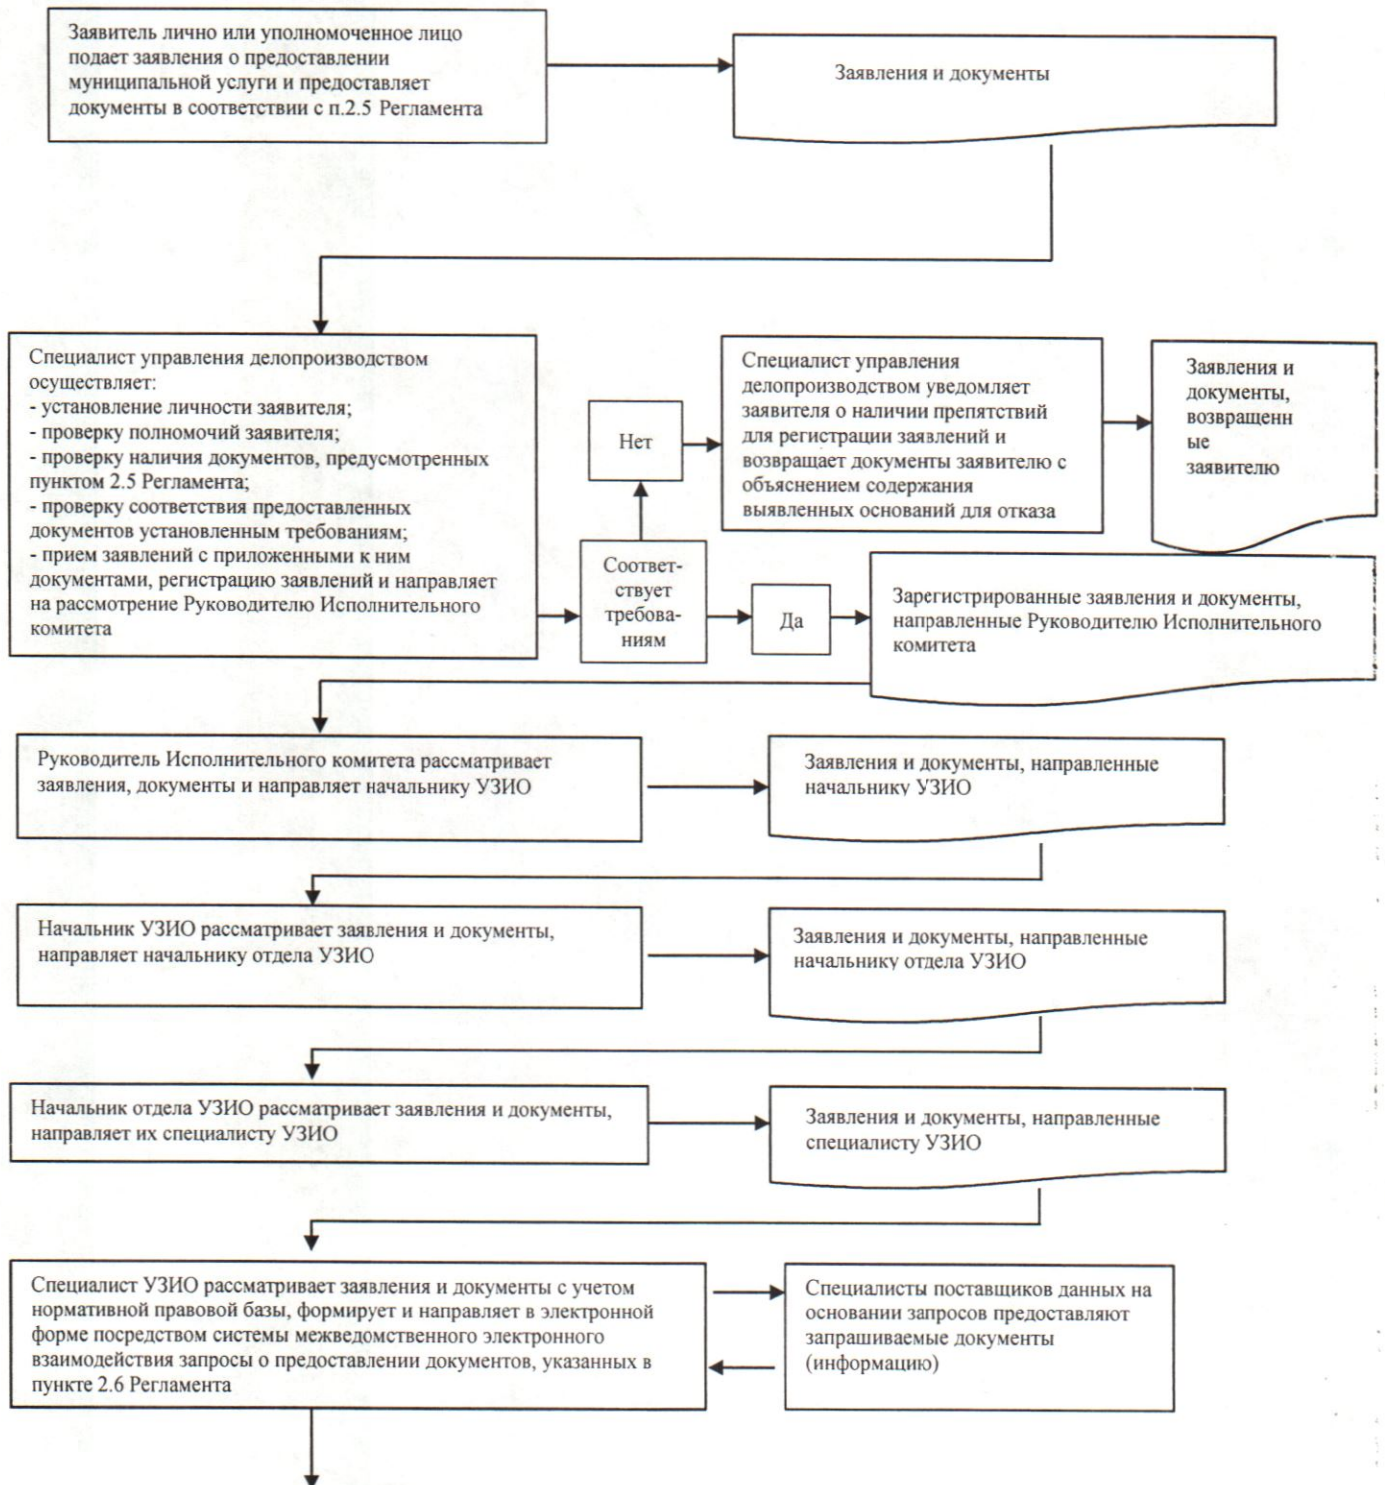 Заявитель лично или уполномоченное лицо
подает заявления о предоставлении
муниципальной услуги и предоставляет
документы в соответствии с п.2.5 Регламента
Заявления и документы
Специалист управления делопроизводством
осуществляет:
- установление личности заявителя;
- проверку полномочий заявителя;
- проверку наличия документов, предусмотренных
пунктом 2.5 Регламента;
- проверку соответствия предоставленных
документов установленным требованиям;
- прием заявлений с приложенными к ним
документами, регистрацию заявлений и направляет
на рассмотрение Руководителю Исполнительного
комитета
Соответ-
ствует
требова-
ниям
Нет
Специалист управления
делопроизводством уведомляет
заявителя о наличии препятствий
для регистрации заявлений и
возвращает документы заявителю с
объяснением содержания
выявленных оснований для отказа
Заявления и
документы,
возвращенн
ые
заявителю
Да
Зарегистрированные заявления и документы,
направленные Руководителю Исполнительного
комитета
Руководитель Исполнительного комитета рассматривает
заявления, документы и направляет начальнику УЗИО
Заявления и документы, направленные
начальнику УЗИО
Начальник УЗИО рассматривает заявления и документы,
направляет начальнику отдела УЗИО
Заявления и документы, направленные
начальнику отдела УЗИО
Начальник отдела УЗИО рассматривает заявления и документы,
направляет их специалисту УЗИО
Заявления и документы, направленные
специалисту УЗИО
Специалист УЗИО рассматривает заявления и документы с учетом
нормативной правовой базы, формирует и направляет в электронной
форме посредством системы межведомственного электронного
взаимодействия запросы о предоставлении документов, указанных в
пункте 2.6 Регламента
Специалисты поставщиков данных на
основании запросов предоставляют
запрашиваемые документы
(информацию)